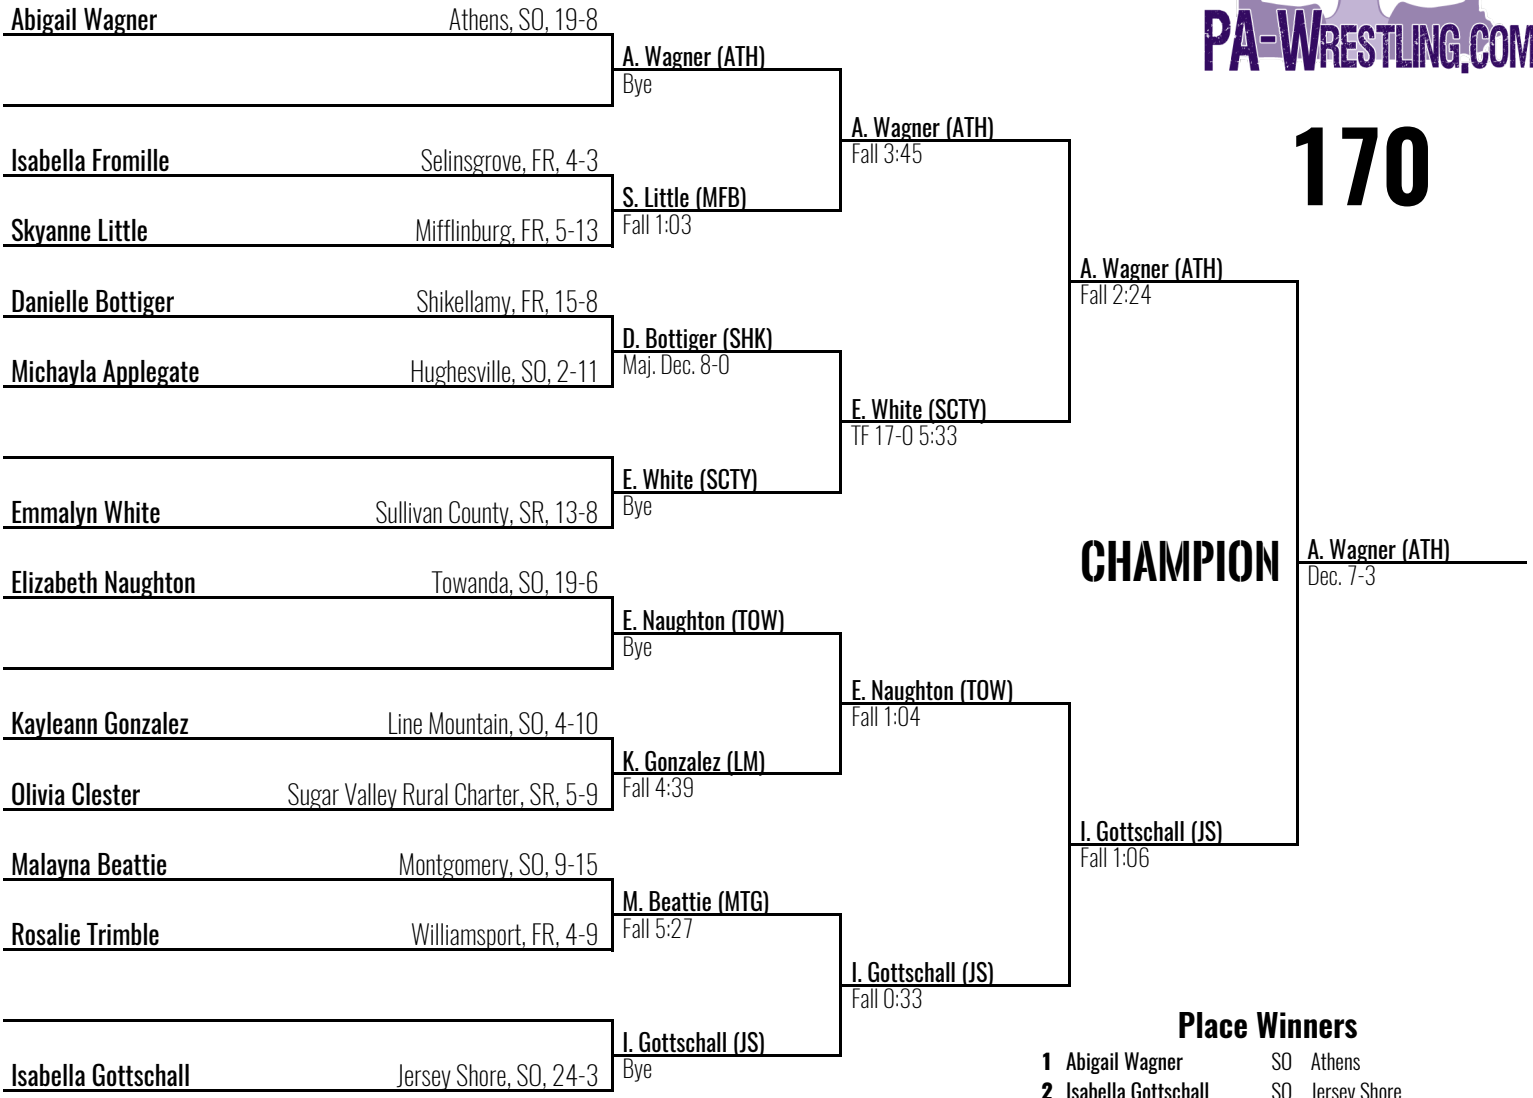 PA-WRESTLING.COM
170
Abigail Wagner Athens, SO, 19-8
A. Wagner (ATH)
Bye
Isabella Fromille Selinsgrove, FR, 4-3
Skyanne Little Mifflinburg, FR, 5-13
S. Little (MFB)
Fall 1:03
A. Wagner (ATH)
Fall 3:45
Danielle Bottiger Shikellamy, FR, 15-8
Michayla Applegate Hughesville, SO, 2-11
D. Bottiger (SHK)
Maj. Dec. 8-0
Emmalyn White Sullivan County, SR, 13-8
E. White (SCTY)
Bye
E. White (SCTY)
TF 17-0 5:33
A. Wagner (ATH)
Fall 2:24
Elizabeth Naughton Towanda, SO, 19-6
E. Naughton (TOW)
Bye
Kayleann Gonzalez Line Mountain, SO, 4-10
Olivia Clester Sugar Valley Rural Charter, SR, 5-9
K. Gonzalez (LM)
Fall 4:39
E. Naughton (TOW)
Fall 1:04
Malayna Beattie Montgomery, SO, 9-15
Rosalie Trimble Williamsport, FR, 4-9
M. Beattie (MTG)
Fall 5:27
Isabella Gottschall Jersey Shore, SO, 24-3
I. Gottschall (JS)
Bye
I. Gottschall (JS)
Fall 0:33
I. Gottschall (JS)
Fall 1:06
CHAMPION
A. Wagner (ATH)
Dec. 7-3
Place Winners
1 Abigail Wagner SO Athens
2 Isabella Gottschall SO Jersey Shore